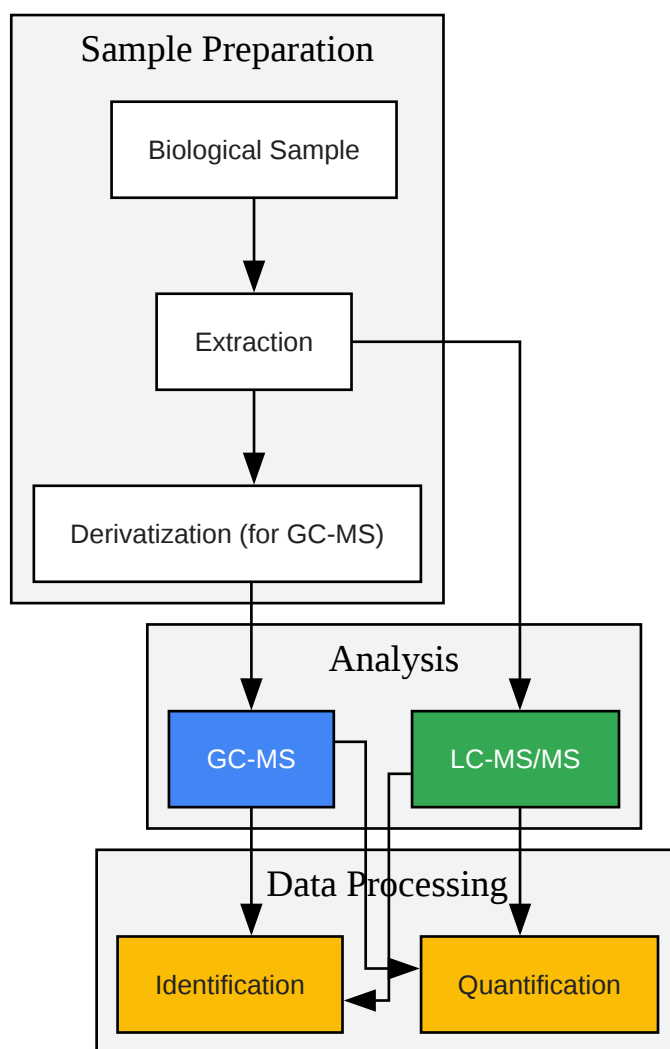 Sample Preparation
Biological Sample
Extraction
Derivatization (for GC-MS)
Analysis
GC-MS
LC-MS/MS
Data Processing
Identification
Quantification